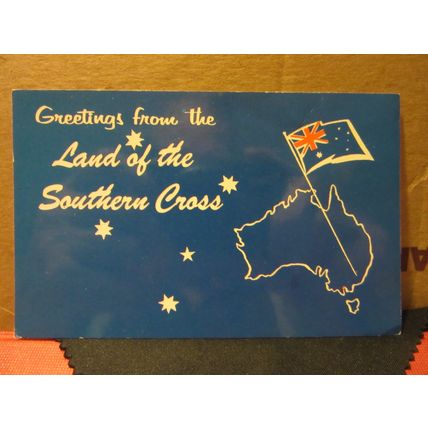 Greetings from the
Land of the
Southern Cross